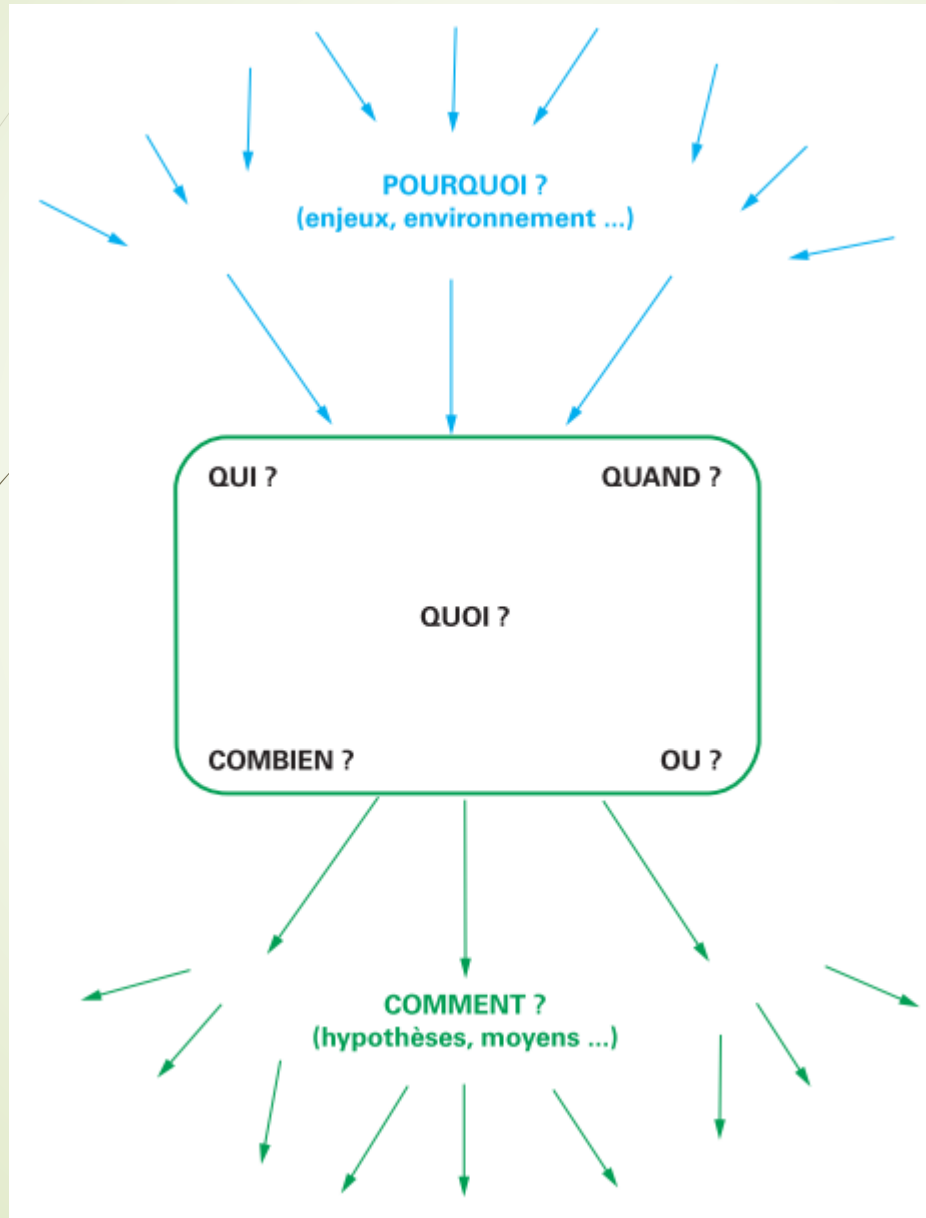 POURQUOI ?
(enjeux, environnement ...)
QUI ?
QUAND ?
QUOI ?
COMBIEN ?
OU ?
COMMENT ?
(hypothèses, moyens ...)